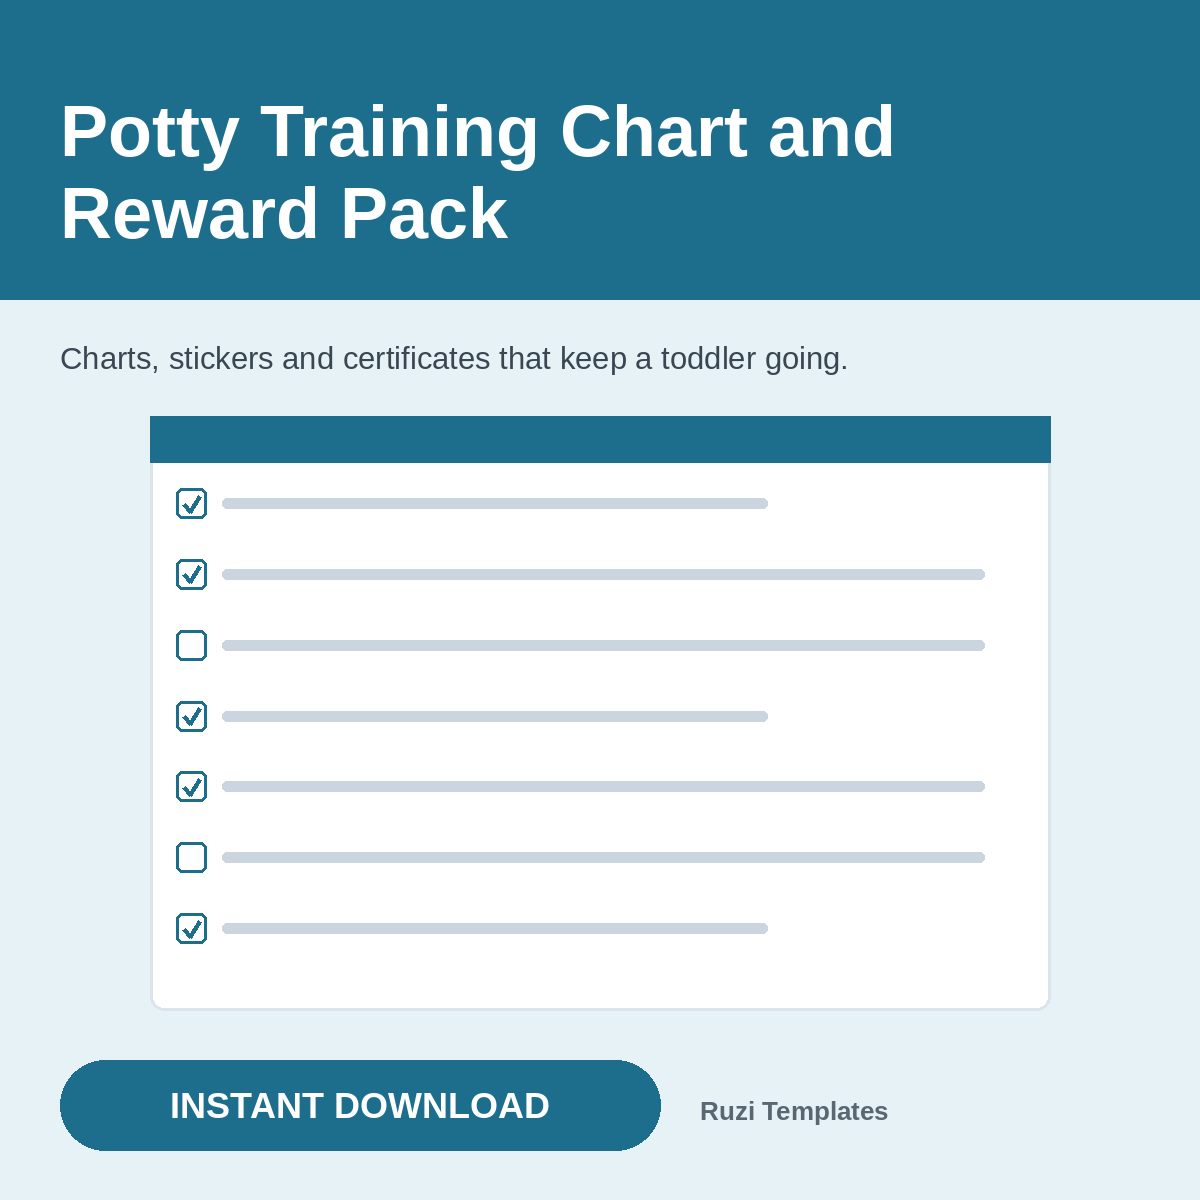 Potty Training Chart and
Reward Pack
Charts, stickers and certificates that keep a toddler going.
INSTANT DOWNLOAD
Ruzi Templates